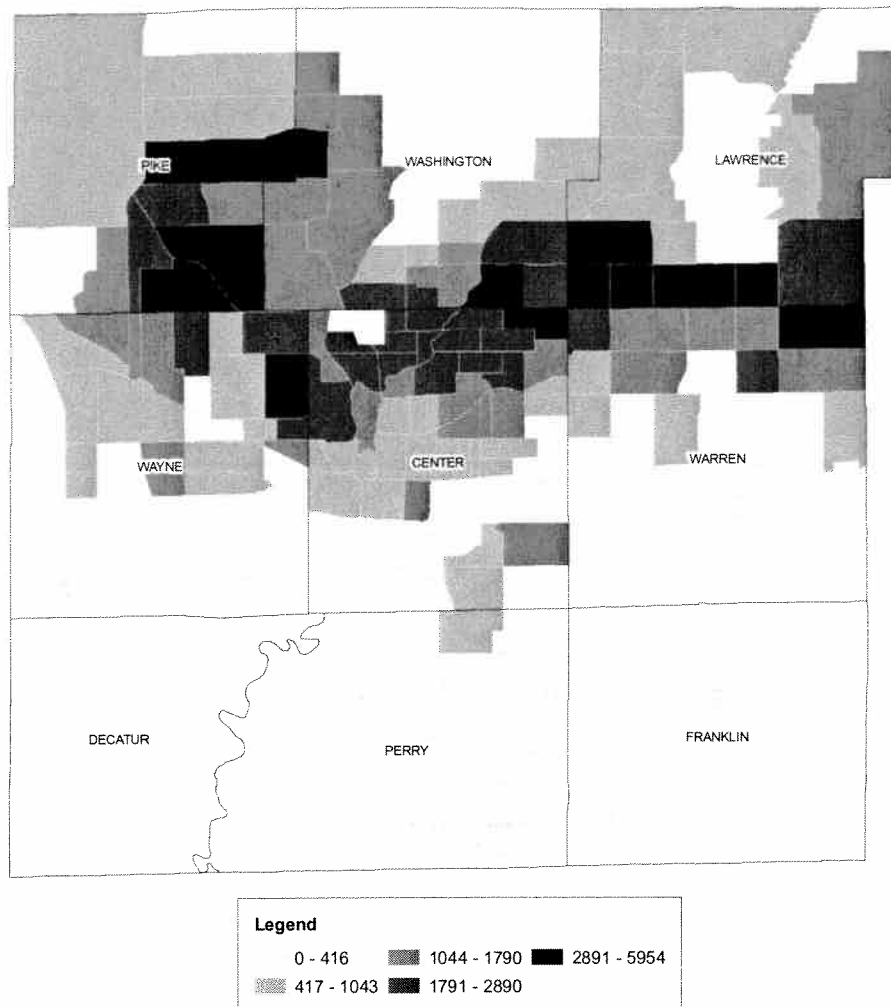 PIKE
WASHINGTON
LAWRENCE
WAYNE
CENTER
WARREN
DECATUR
PERRY
FRANKLIN
Legend
0 - 416
1044 - 1790
2891 - 5954
417 - 1043
1791 - 2890